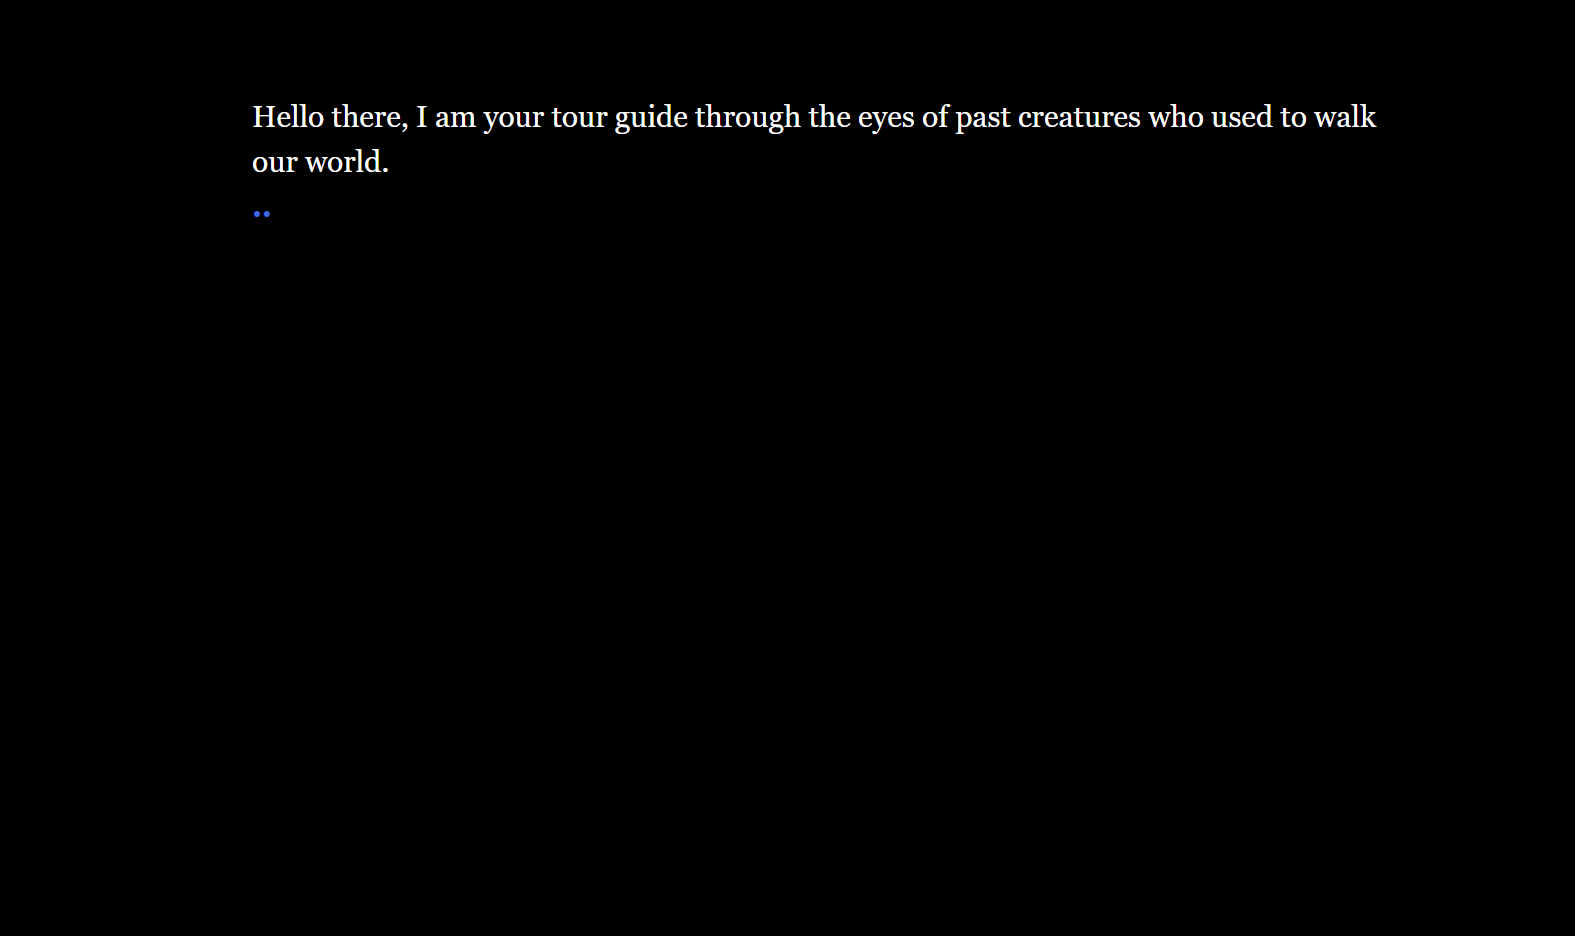 Hello there, I am your tour guide through the eyes of past creatures who used to walk
our world.
..